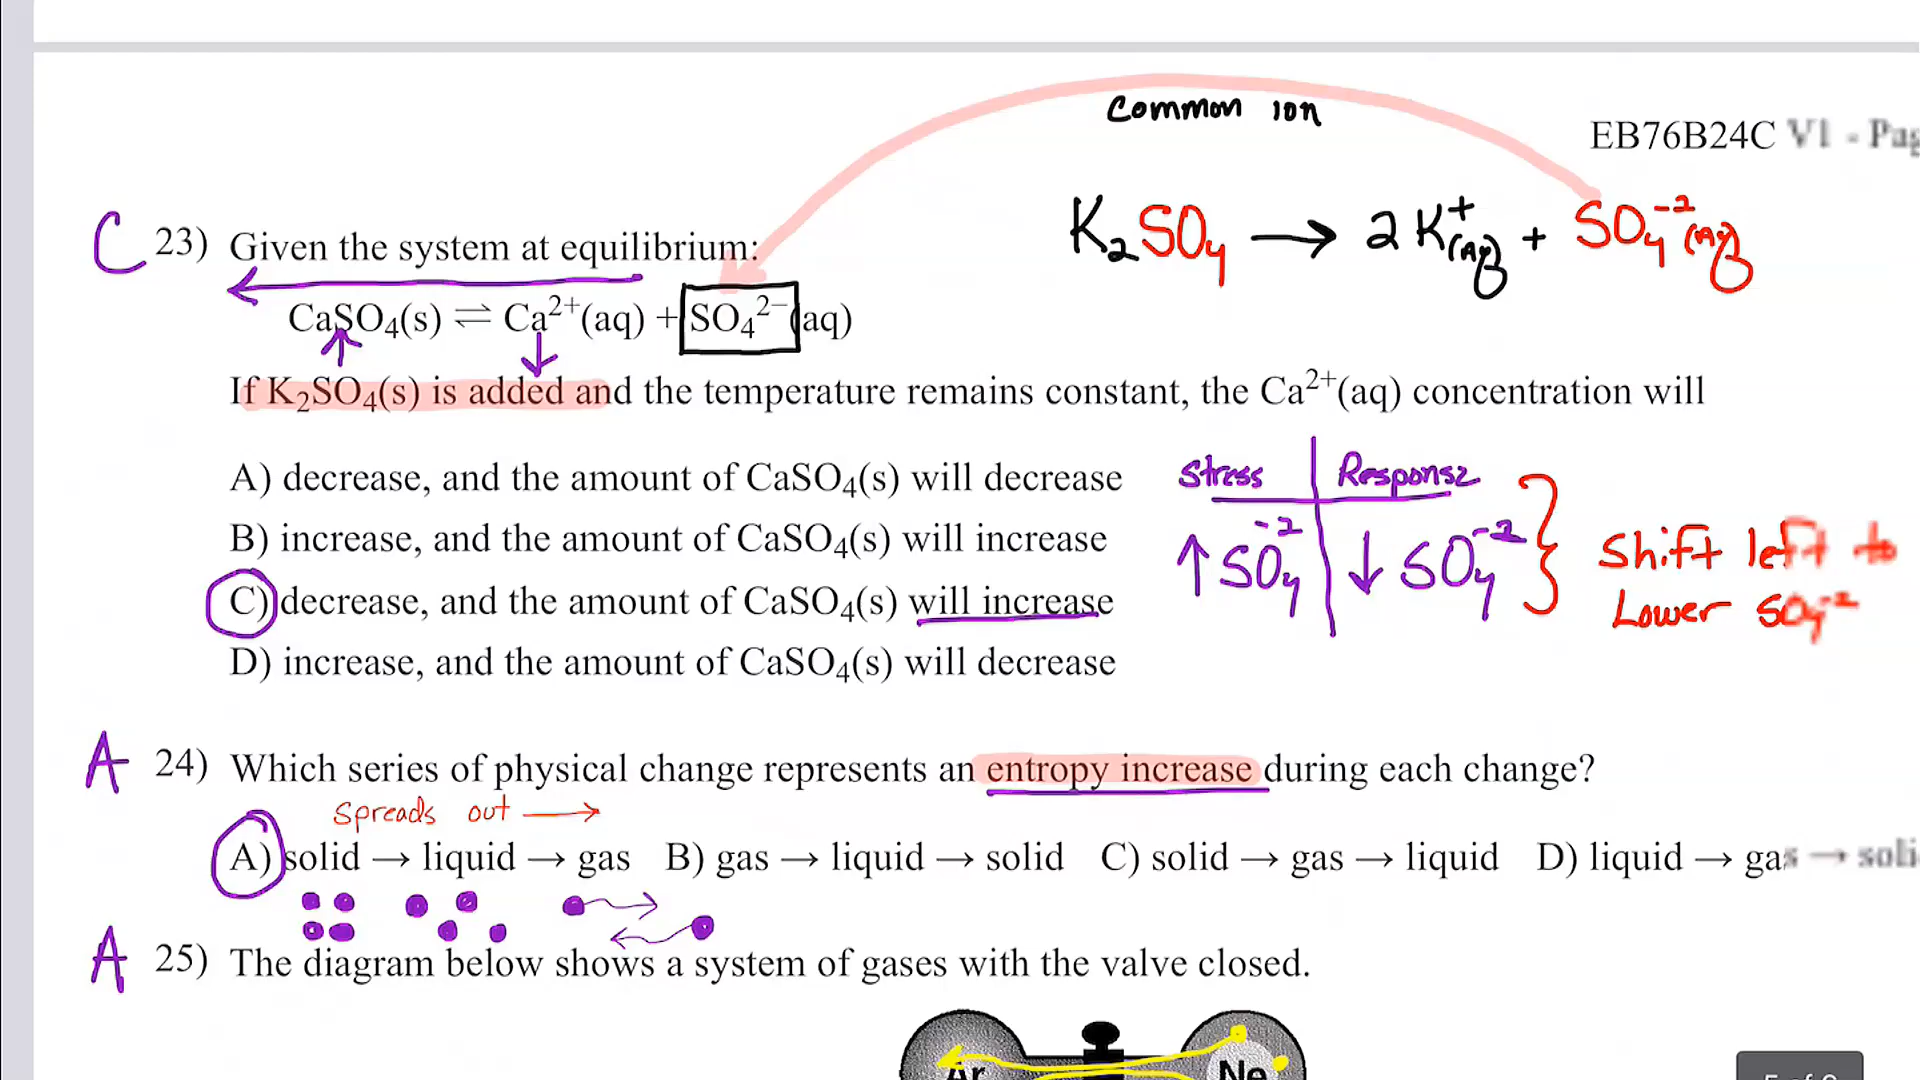 Common ion
EB76B24C V1 - Pag
K₂SO₄ → 2 K⁺(Aq) + SO₄⁻²(Aq)
C 23) Given the system at equilibrium:
CaSO₄(s) ⇌ Ca²⁺(aq) + SO₄²⁻(aq)
If K₂SO₄(s) is added and the temperature remains constant, the Ca²⁺(aq) concentration will
A) decrease, and the amount of CaSO₄(s) will decrease
B) increase, and the amount of CaSO₄(s) will increase
C) decrease, and the amount of CaSO₄(s) will increase
D) increase, and the amount of CaSO₄(s) will decrease
Stress | Response
↑ SO₄⁻² | ↓ SO₄⁻²
Shift left to
Lower SO₄⁻²
A 24) Which series of physical change represents an entropy increase during each change?
Spreads out →
A) solid → liquid → gas B) gas → liquid → solid C) solid → gas → liquid D) liquid → gas → soli
A 25) The diagram below shows a system of gases with the valve closed.
Ar Ne